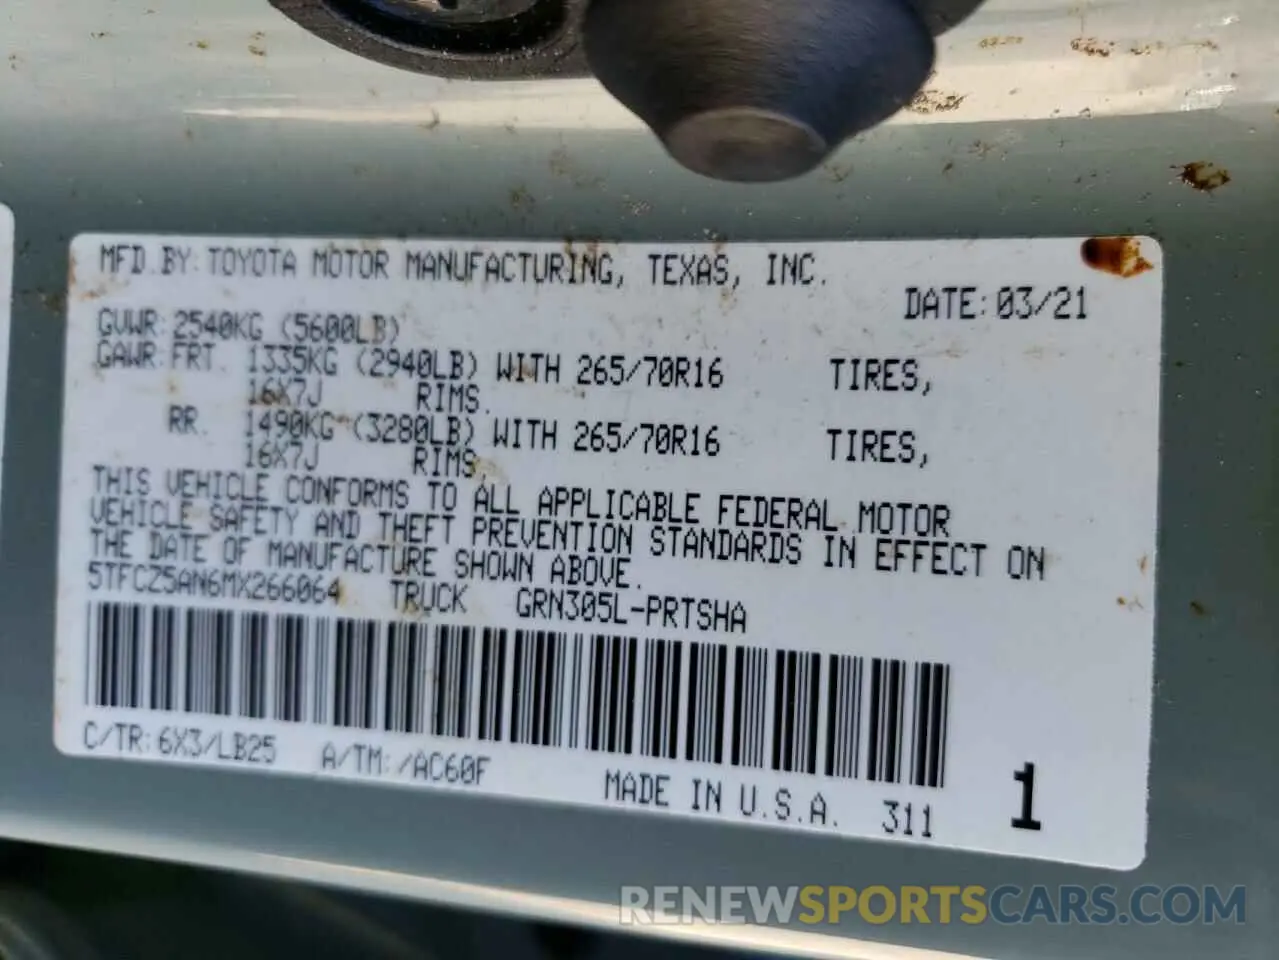 MFD.BY: TOYOTA MOTOR MANUFACTURING, TEXAS, INC.
DATE: 03/21
GVWR: 2540KG (5600LB)
GAWR: FRT. 1335KG (2940LB) WITH 265/70R16 TIRES,
16X7J RIMS.
RR. 1490KG (3280LB) WITH 265/70R16 TIRES,
16X7J RIMS.
THIS VEHICLE CONFORMS TO ALL APPLICABLE FEDERAL MOTOR
VEHICLE SAFETY AND THEFT PREVENTION STANDARDS IN EFFECT ON
THE DATE OF MANUFACTURE SHOWN ABOVE.
5TFCZ5AN6MX266064 TRUCK GRN305L-PRTSHA
C/TR: 6X3/LB25 A/TM: /AC60F
MADE IN U.S.A. 311
1
RENEWSPORTSCARS.COM